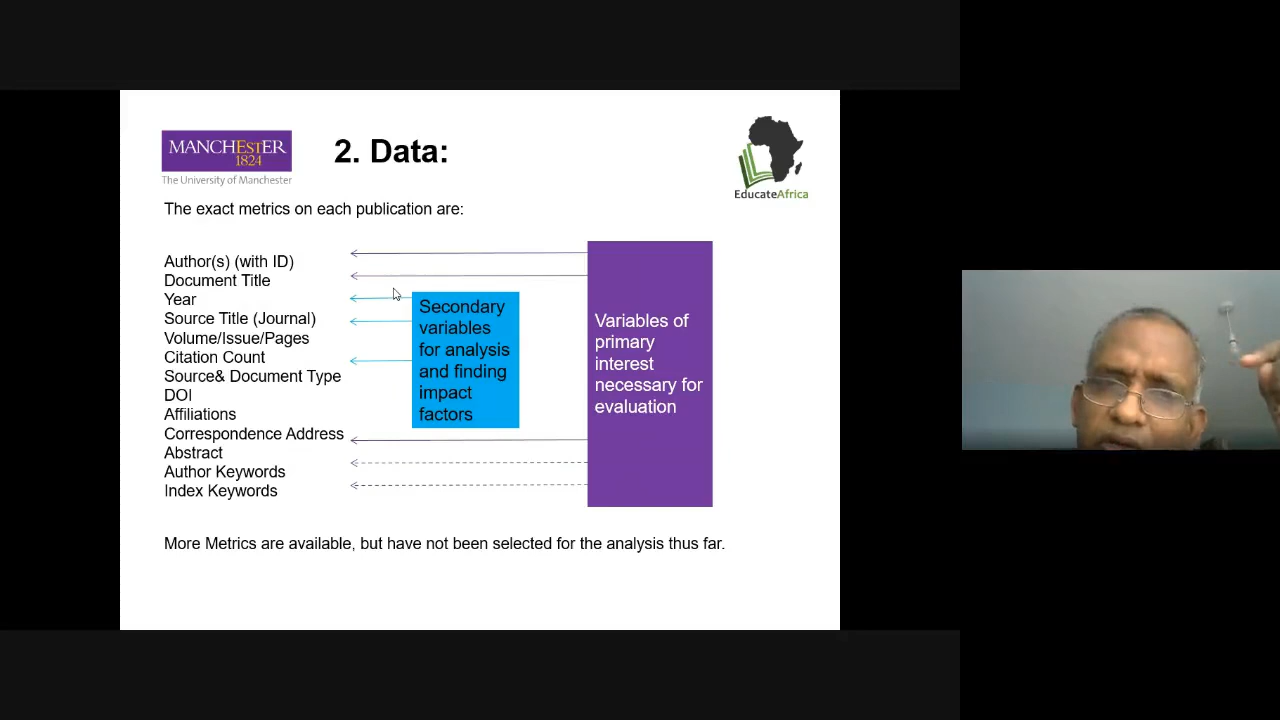 MANCHESTER
1824
The University of Manchester
2. Data:
EducateAfrica
The exact metrics on each publication are:
Author(s) (with ID)
Document Title
Year
Source Title (Journal)
Volume/Issue/Pages
Citation Count
Source& Document Type
DOI
Affiliations
Correspondence Address
Abstract
Author Keywords
Index Keywords
Secondary
variables
for analysis
and finding
impact
factors
Variables of
primary
interest
necessary for
evaluation
More Metrics are available, but have not been selected for the analysis thus far.